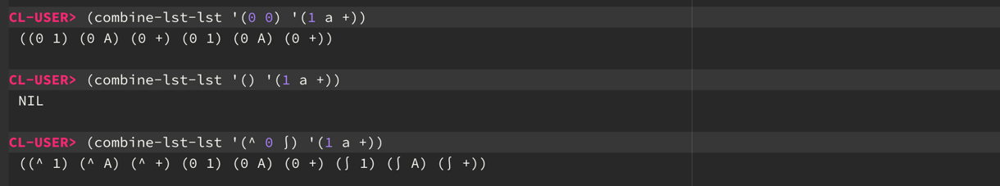 CL-USER> (combine-lst-lst '(0 0) '(1 a +))
((0 1) (0 A) (0 +) (0 1) (0 A) (0 +))
CL-USER> (combine-lst-lst '() '(1 a +))
NIL
CL-USER> (combine-lst-lst '(^ 0 ∫) '(1 a +))
((^ 1) (^ A) (^ +) (0 1) (0 A) (0 +) (∫ 1) (∫ A) (∫ +))